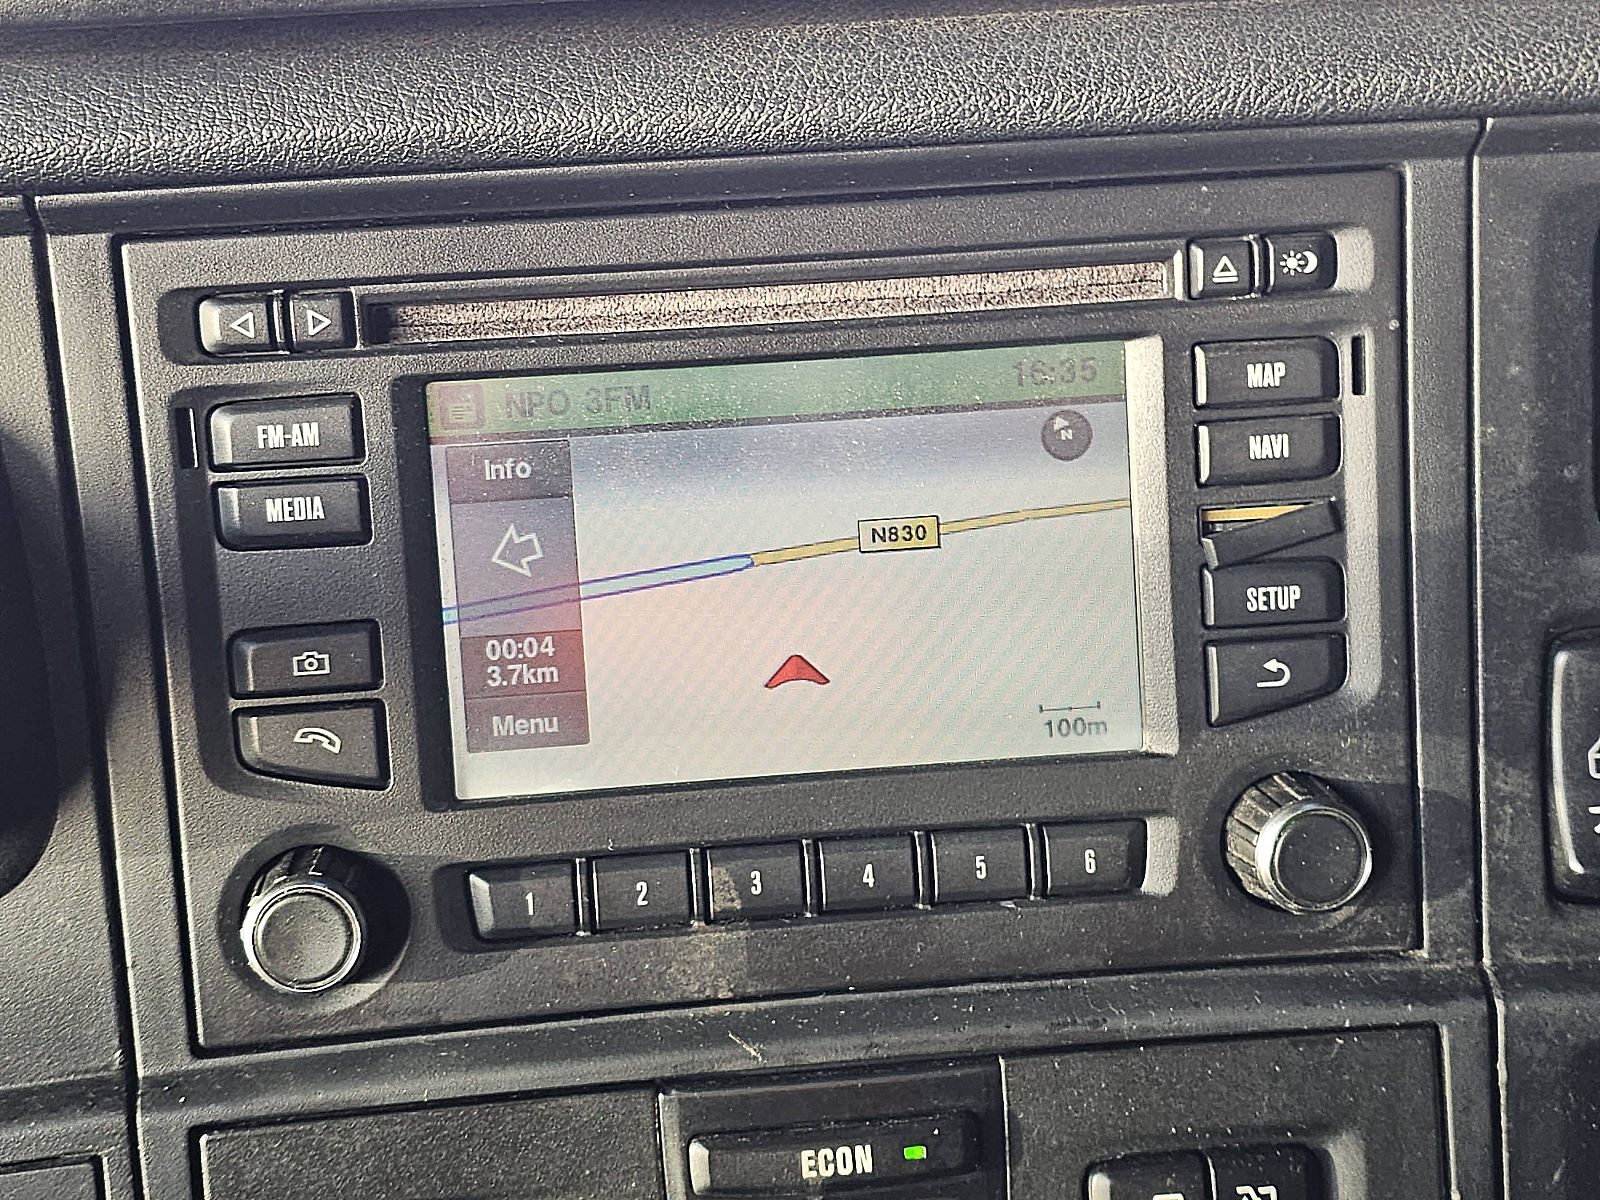 NPO 3FM 16:35
FM-AM
MEDIA
Info
N
N830
00:04
3.7km
Menu
100m
MAP
NAVI
SETUP
1 2 3 4 5 6
ECON